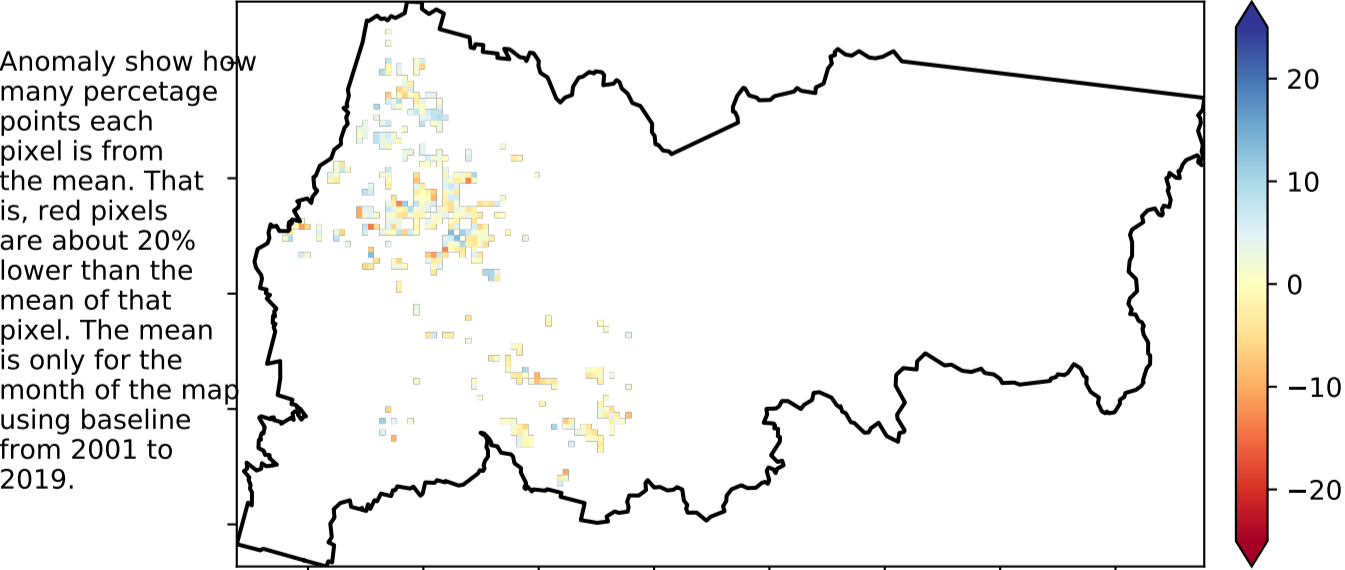 Anomaly show how
many percetage
points each
pixel is from
the mean. That
is, red pixels
are about 20%
lower than the
mean of that
pixel. The mean
is only for the
month of the map
using baseline
from 2001 to
2019.
20
10
0
−10
−20